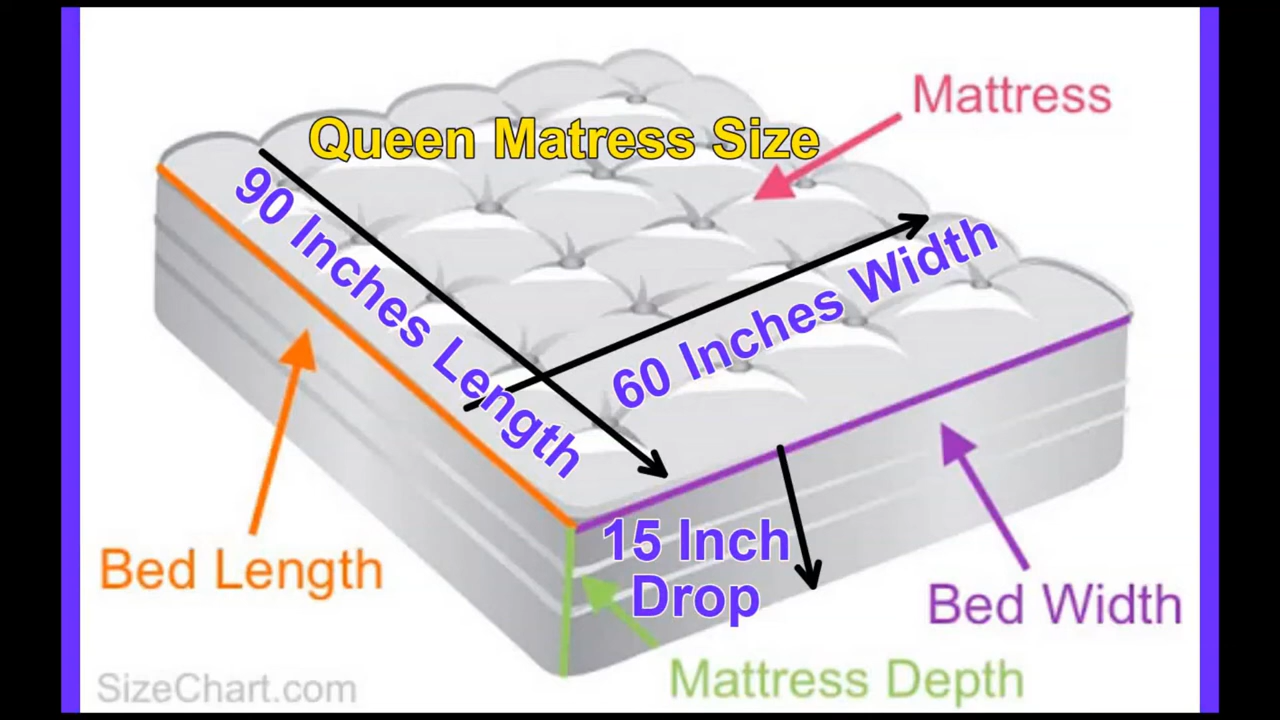 Mattress
Queen Matress Size
90 Inches Length
60 Inches Width
15 Inch
Drop
Bed Length
Bed Width
Mattress Depth
SizeChart.com